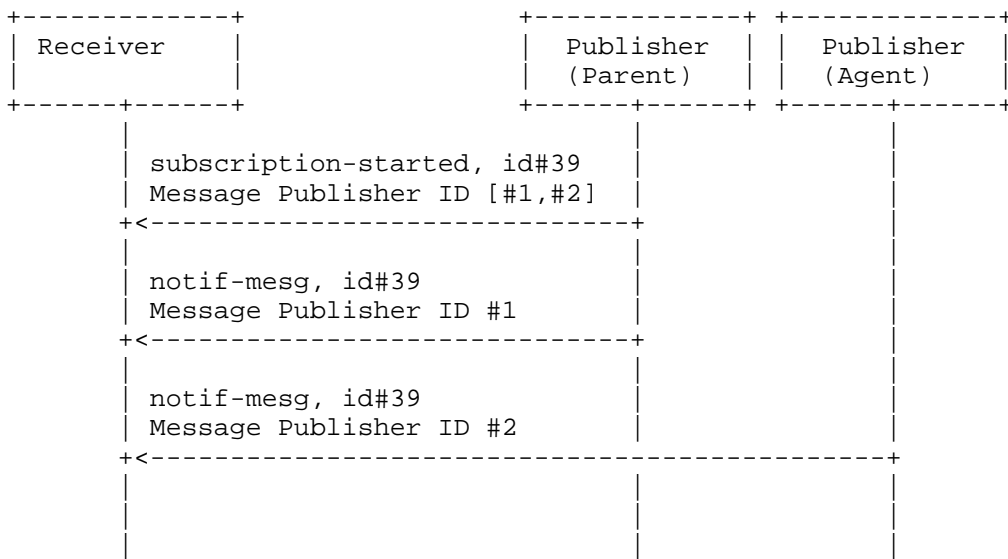 Receiver Publisher Publisher
(Parent) (Agent)
subscription-started, id#39
Message Publisher ID [#1,#2]
notif-mesg, id#39
Message Publisher ID #1
notif-mesg, id#39
Message Publisher ID #2